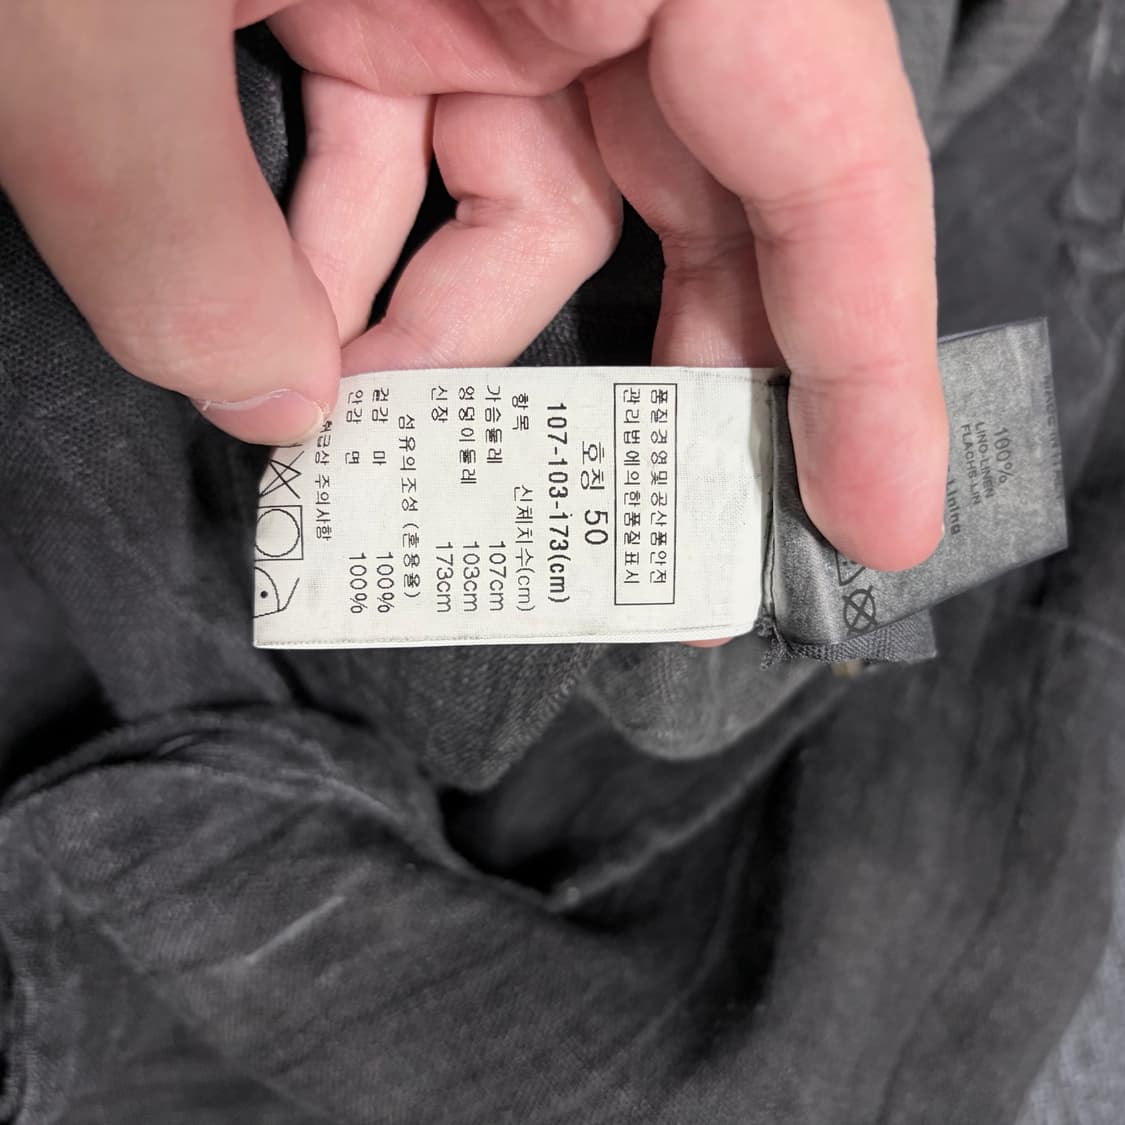 품질경영및공산품안전
관리법에의한품질표시
호칭 50
107-103-173(cm)
항목 신체치수(cm)
가슴둘레 107cm
엉덩이둘레 103cm
신장 173cm
섬유의조성 (혼용율)
겉감 마 100%
안감 면 100%
취급상 주의사항
100%
LINO-LINEN
FLACHS-LIN